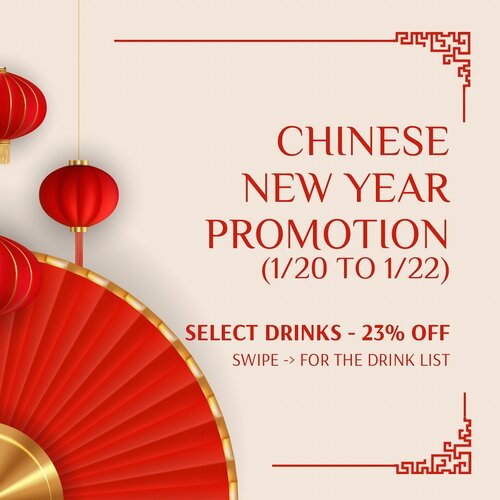 CHINESE
NEW YEAR
PROMOTION
(1/20 TO 1/22)
SELECT DRINKS - 23% OFF
SWIPE -> FOR THE DRINK LIST